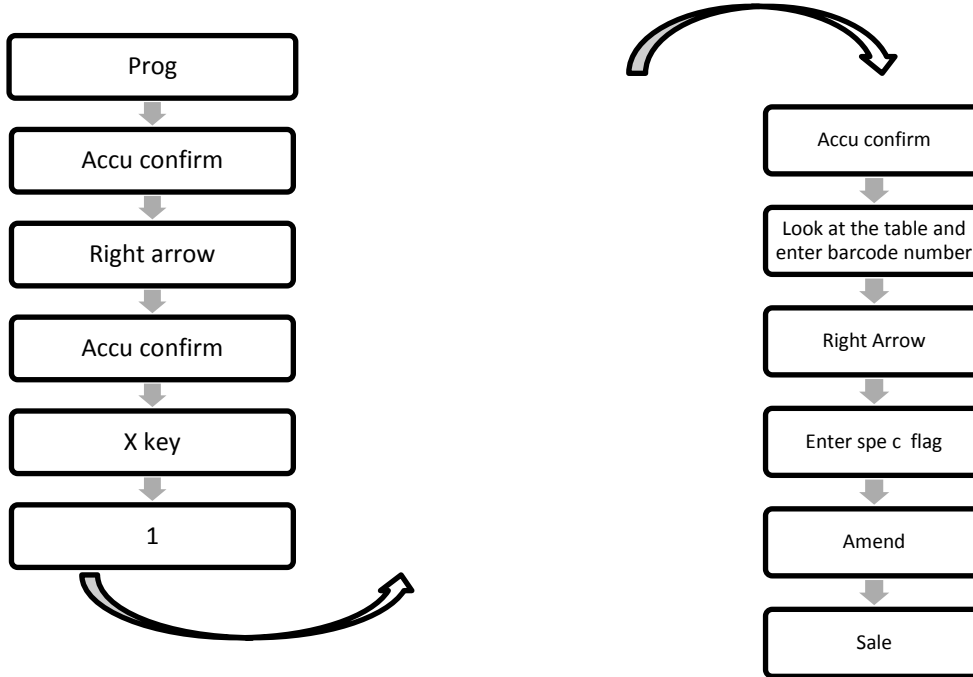 Prog
Accu confirm
Right arrow
Accu confirm
X key
1
Accu confirm
Look at the table and
enter barcode number
Right Arrow
Enter spe c  flag
Amend
Sale